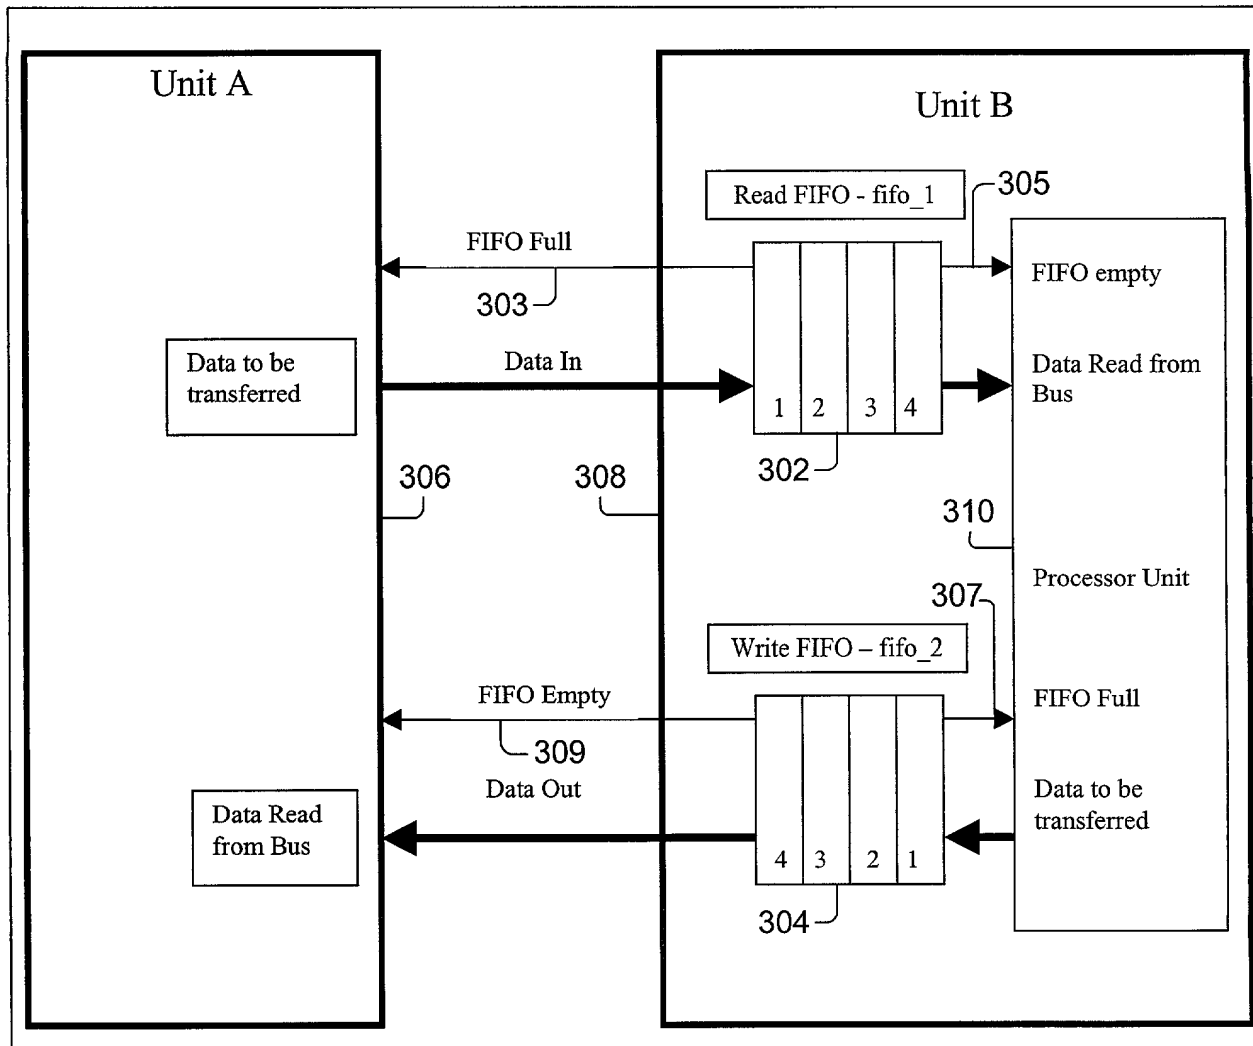 Unit A
Unit B
Read FIFO - fifo_1
305
FIFO Full
FIFO empty
303
Data to be
transferred
Data In
Data Read from
Bus
1 2 3 4
302
306
308
310
Processor Unit
307
Write FIFO – fifo_2
FIFO Empty
FIFO Full
309
Data Out
Data to be
transferred
Data Read
from Bus
4 3 2 1
304